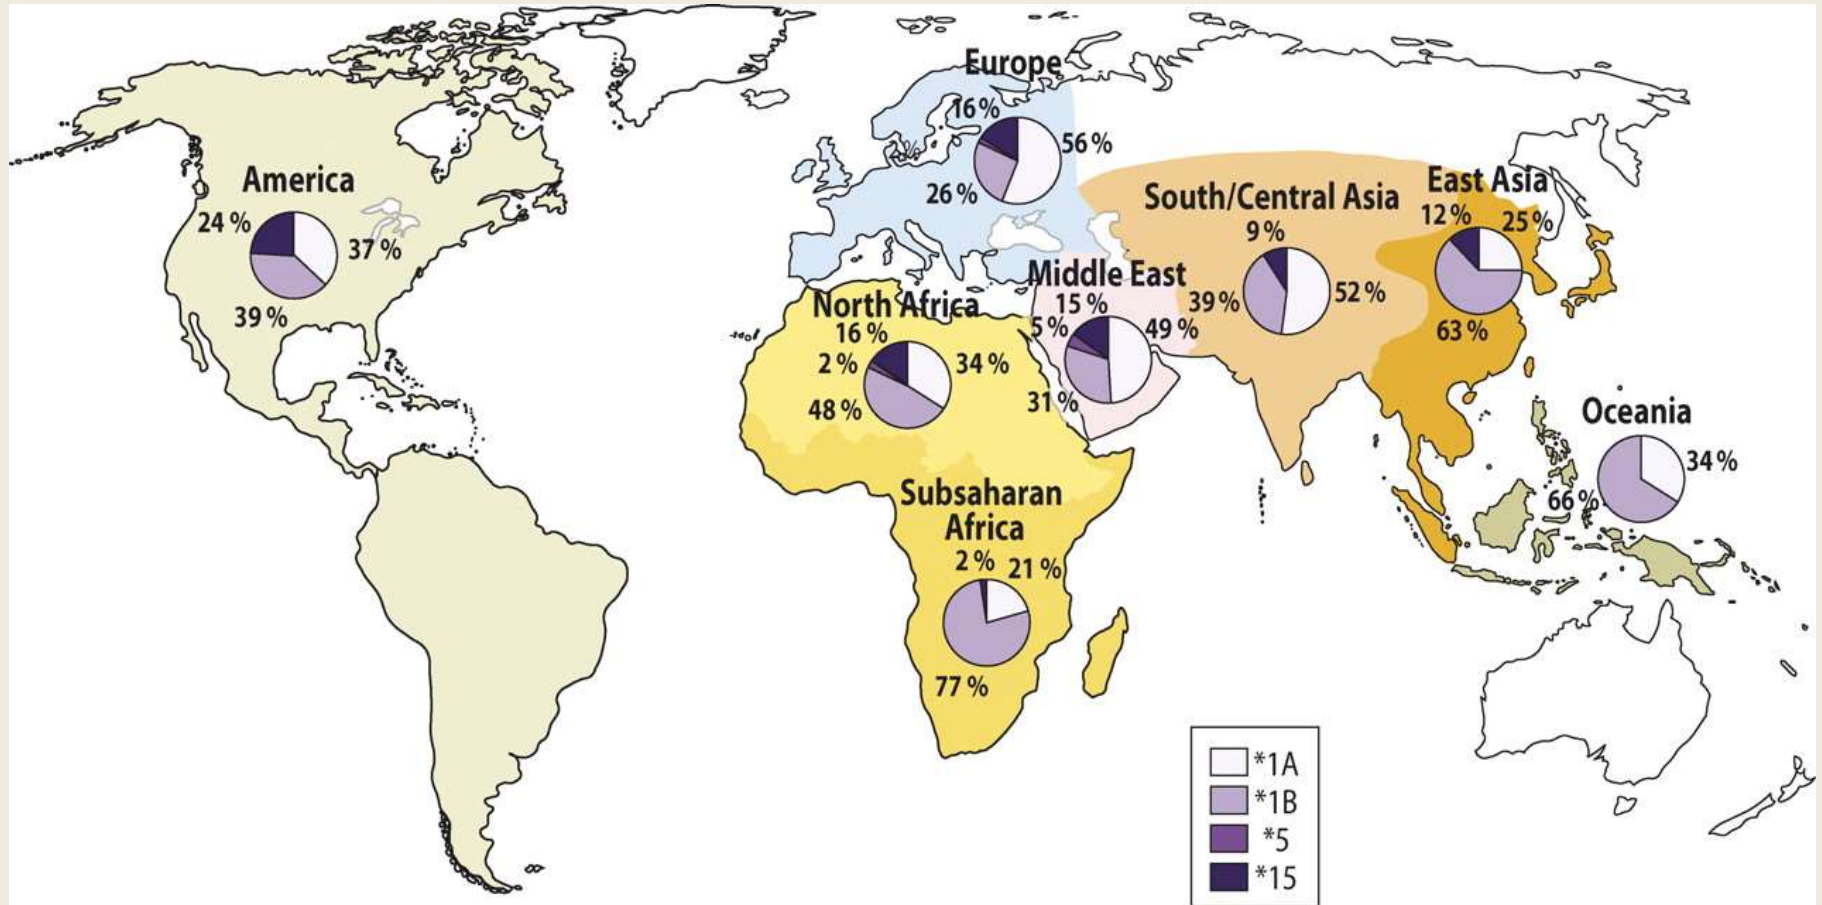 Europe
16 %
56 %
26 %
America
24 %
37 %
39 %
South/Central Asia
9 %
39 %
52 %
East Asia
12 %
25 %
63 %
Middle East
15 %
5 %
49 %
31 %
North Africa
16 %
2 %
34 %
48 %
Oceania
34 %
66 %
Subsaharan
Africa
2 %
21 %
77 %
*1A
*1B
*5
*15